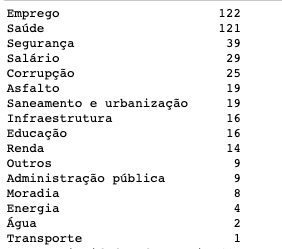 Emprego 122
Saúde 121
Segurança 39
Salário 29
Corrupção 25
Asfalto 19
Saneamento e urbanização 19
Infraestrutura 16
Educação 16
Renda 14
Outros 9
Administração pública 9
Moradia 8
Energia 4
Água 2
Transporte 1